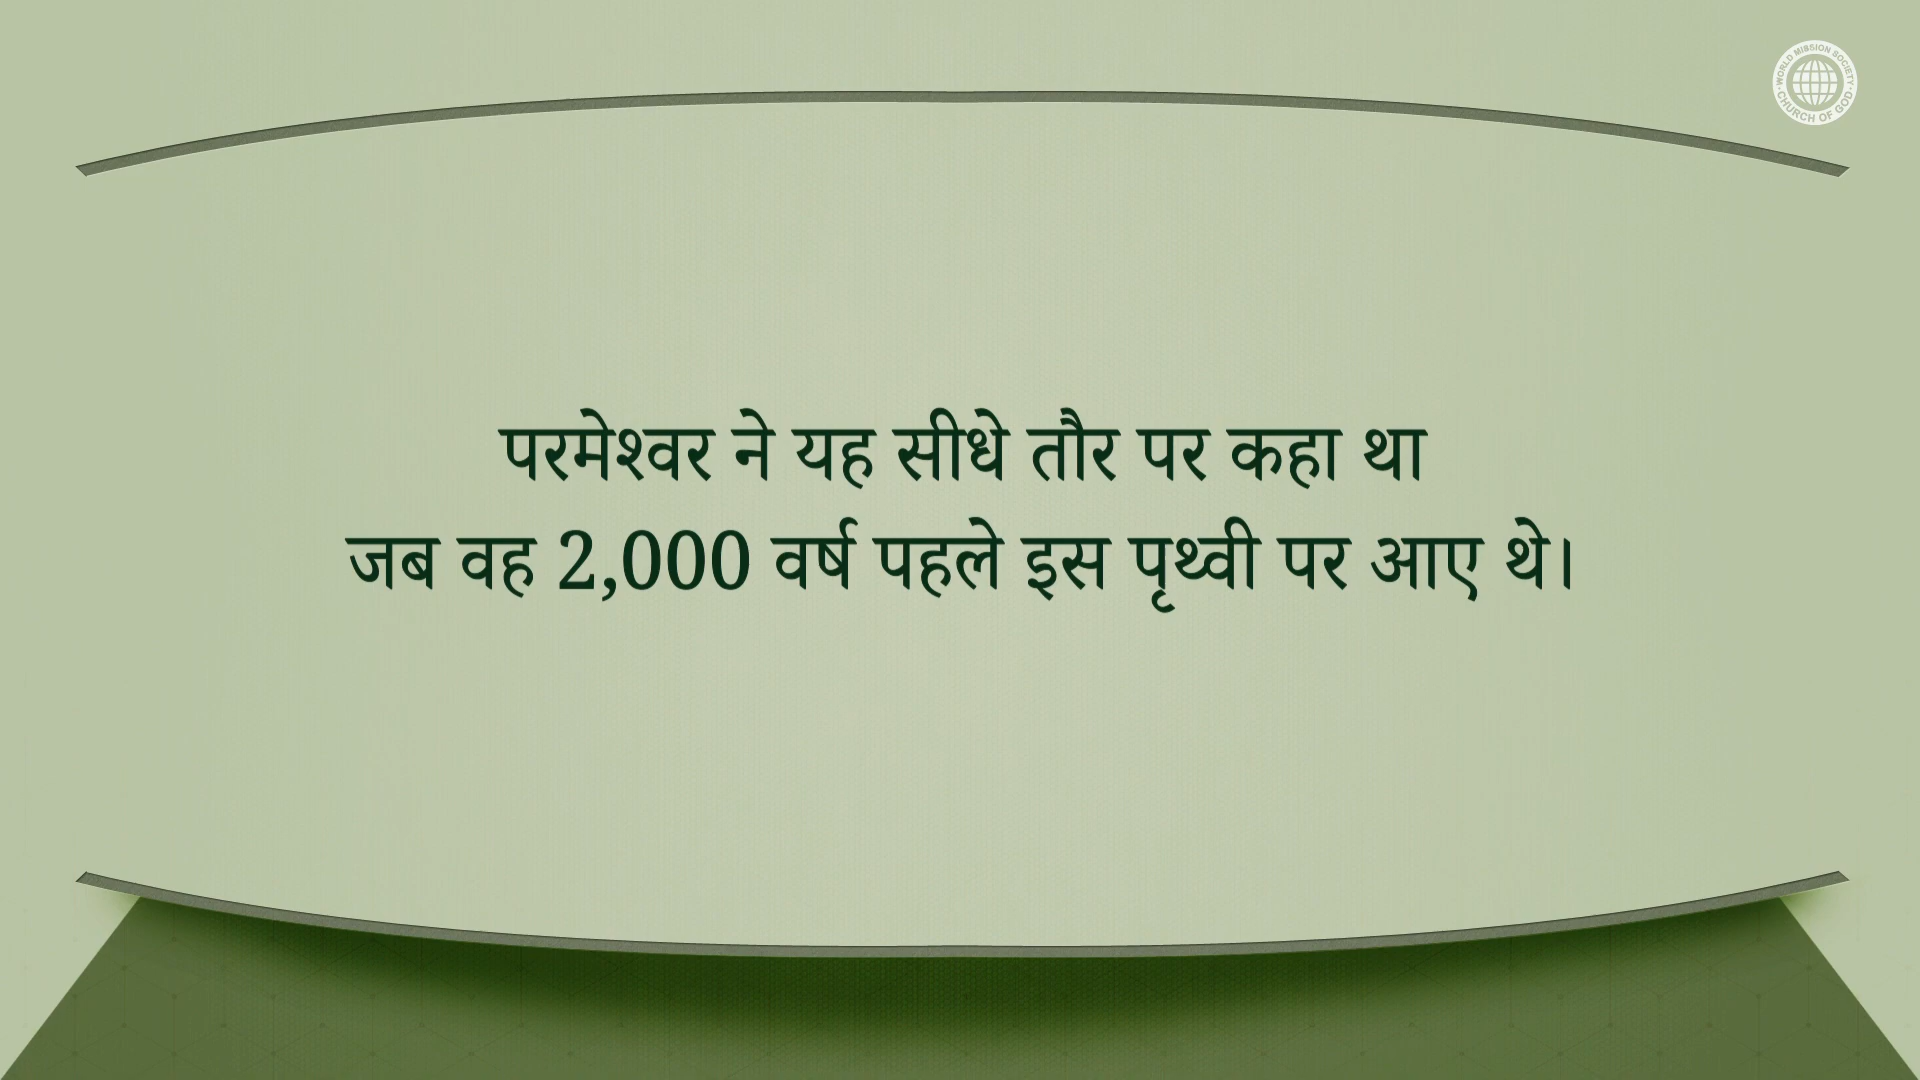 WORLD MISSION SOCIETY
CHURCH OF GOD
परमेश्वर ने यह सीधे तौर पर कहा था
जब वह 2,000 वर्ष पहले इस पृथ्वी पर आए थे।